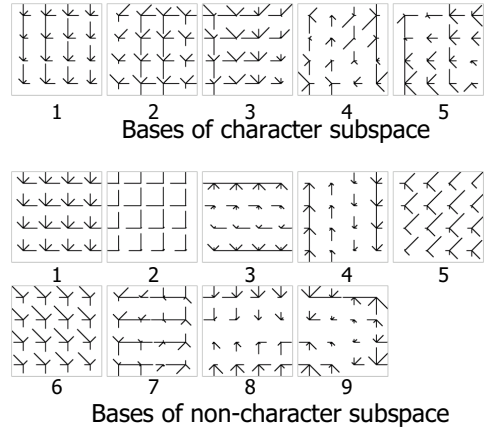 1 2 3 4 5
Bases of character subspace
1 2 3 4 5
6 7 8 9
Bases of non-character subspace